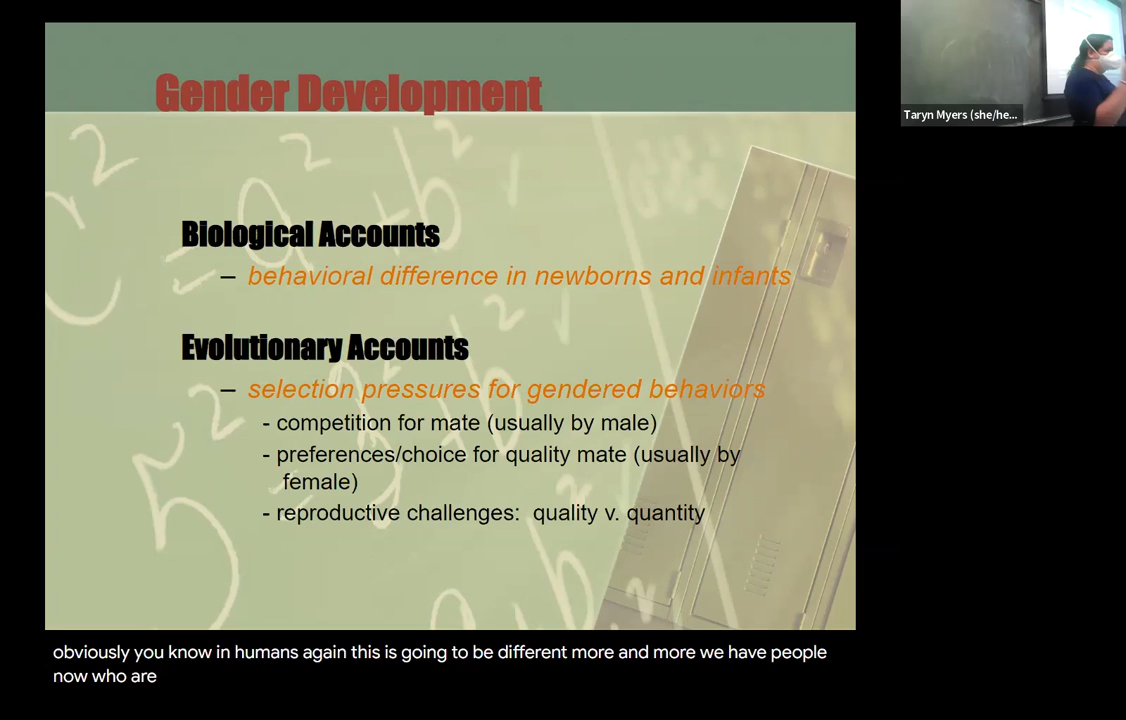 Gender Development
Taryn Myers (she/he...
Biological Accounts
– behavioral difference in newborns and infants
Evolutionary Accounts
– selection pressures for gendered behaviors
- competition for mate (usually by male)
- preferences/choice for quality mate (usually by
female)
- reproductive challenges: quality v. quantity
obviously you know in humans again this is going to be different more and more we have people
now who are